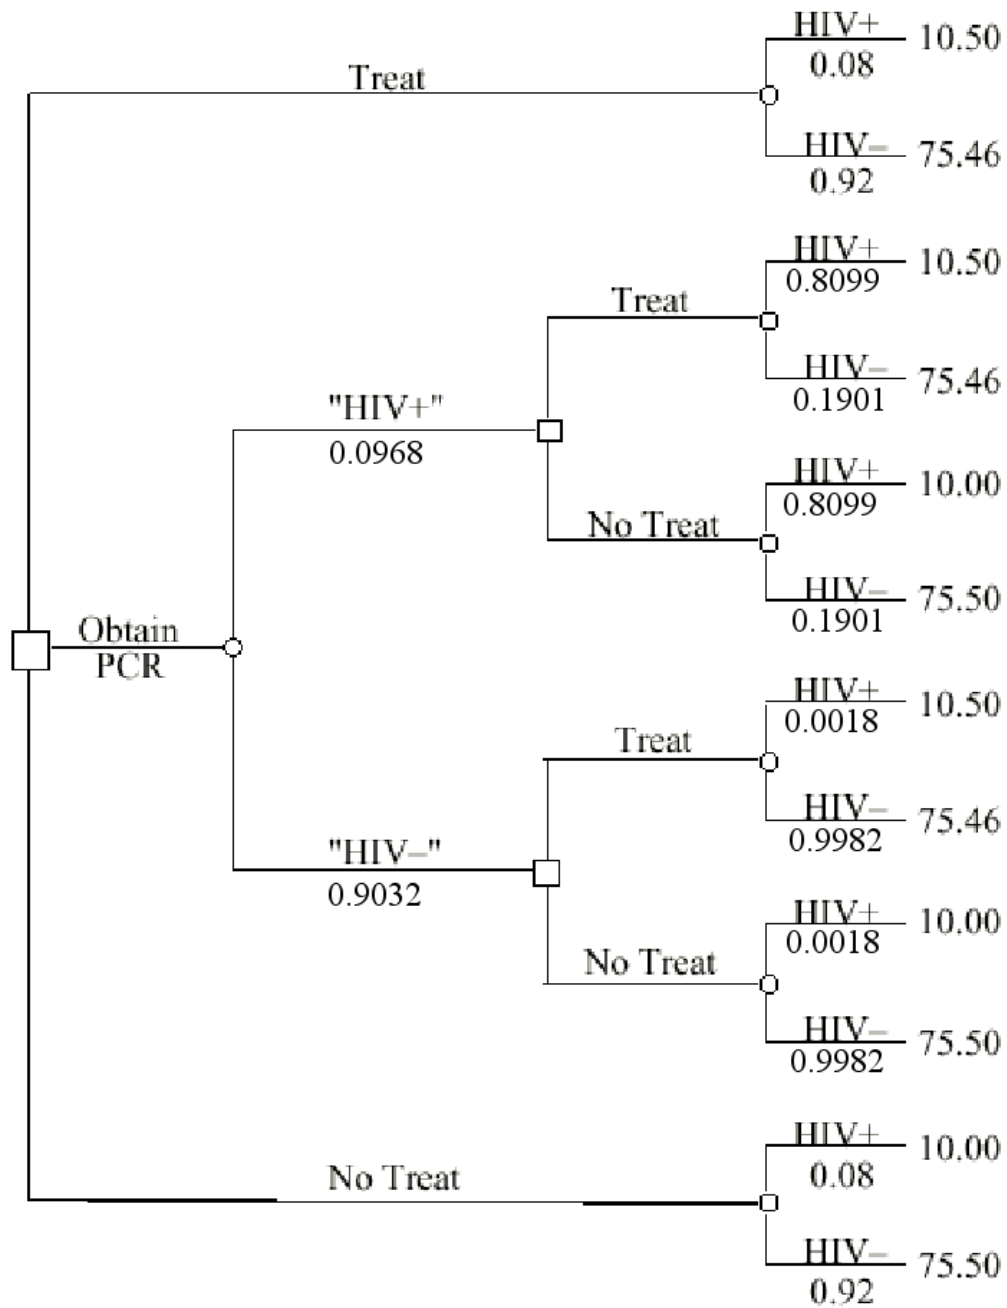 HIV+
10.50
0.08
Treat
HIV–
75.46
0.92
HIV+
10.50
0.8099
Treat
HIV–
75.46
0.1901
"HIV+"
0.0968
HIV+
10.00
0.8099
No Treat
HIV–
75.50
0.1901
Obtain
PCR
HIV+
10.50
0.0018
Treat
HIV–
75.46
0.9982
"HIV–"
0.9032
HIV+
10.00
0.0018
No Treat
HIV–
75.50
0.9982
HIV+
10.00
0.08
No Treat
HIV–
75.50
0.92